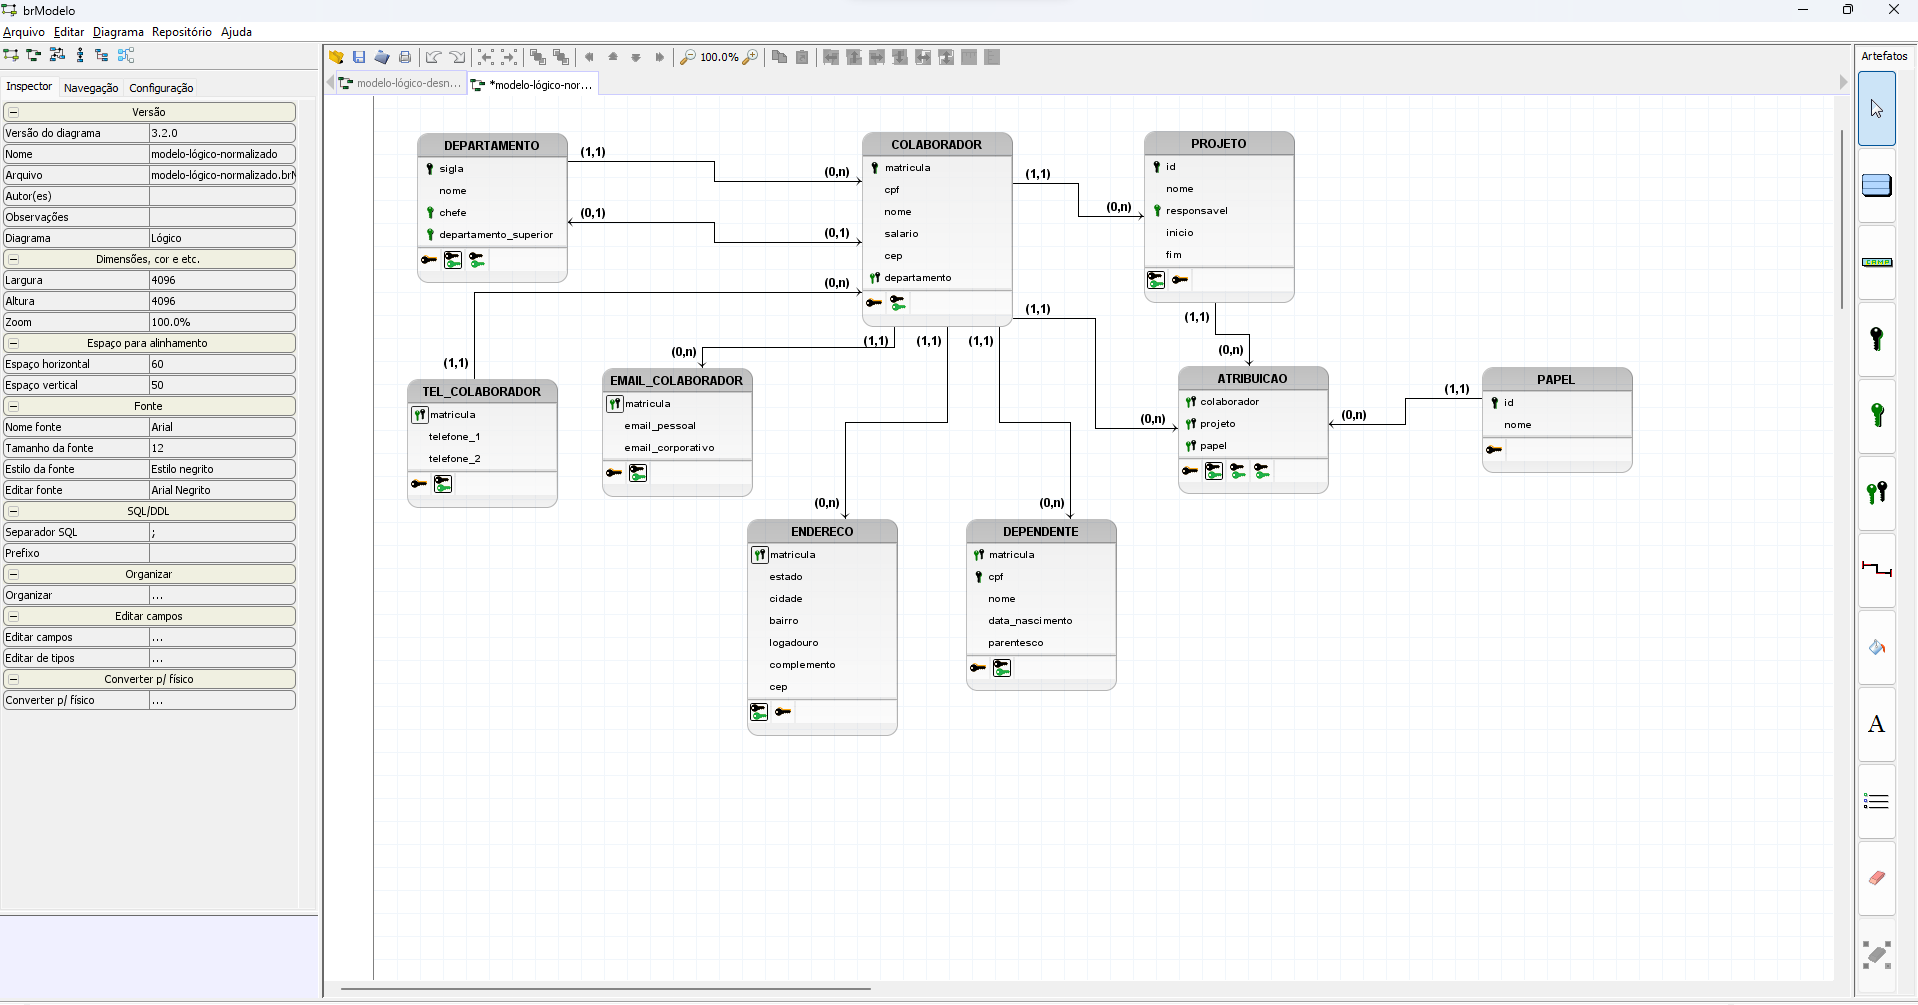 brModelo
Arquivo Editar Diagrama Repositório Ajuda
Inspector Navegação Configuração
Versão
Versão do diagrama 3.2.0
Nome modelo-lógico-normalizado
Arquivo modelo-lógico-normalizado.brM
Autor(es)
Observações
Diagrama Lógico
Dimensões, cor e etc.
Largura 4096
Altura 4096
Zoom 100.0%
Espaço para alinhamento
Espaço horizontal 60
Espaço vertical 50
Fonte
Nome fonte Arial
Tamanho da fonte 12
Estilo da fonte Estilo negrito
Editar fonte Arial Negrito
SQL/DDL
Separador SQL ;
Prefixo
Organizar
Organizar ...
Editar campos
Editar campos ...
Editar de tipos ...
Converter p/ físico
Converter p/ físico ...
100.0%
modelo-lógico-desn...
*modelo-lógico-nor...
DEPARTAMENTO
sigla
nome
chefe
departamento_superior
(1,1)
(0,n)
(0,1)
(0,1)
(0,n)
(1,1)
COLABORADOR
matricula
cpf
nome
salario
cep
departamento
(1,1)
(0,n)
PROJETO
id
nome
responsavel
inicio
fim
(1,1)
(0,n)
(1,1)
(0,n)
(1,1)
(0,n)
(1,1)
(0,n)
(1,1)
(0,n)
TEL_COLABORADOR
matricula
telefone_1
telefone_2
EMAIL_COLABORADOR
matricula
email_pessoal
email_corporativo
ATRIBUICAO
colaborador
projeto
papel
(0,n)
(1,1)
PAPEL
id
nome
ENDERECO
matricula
estado
cidade
bairro
logadouro
complemento
cep
DEPENDENTE
matricula
cpf
nome
data_nascimento
parentesco
Artefatos
CAMP
A